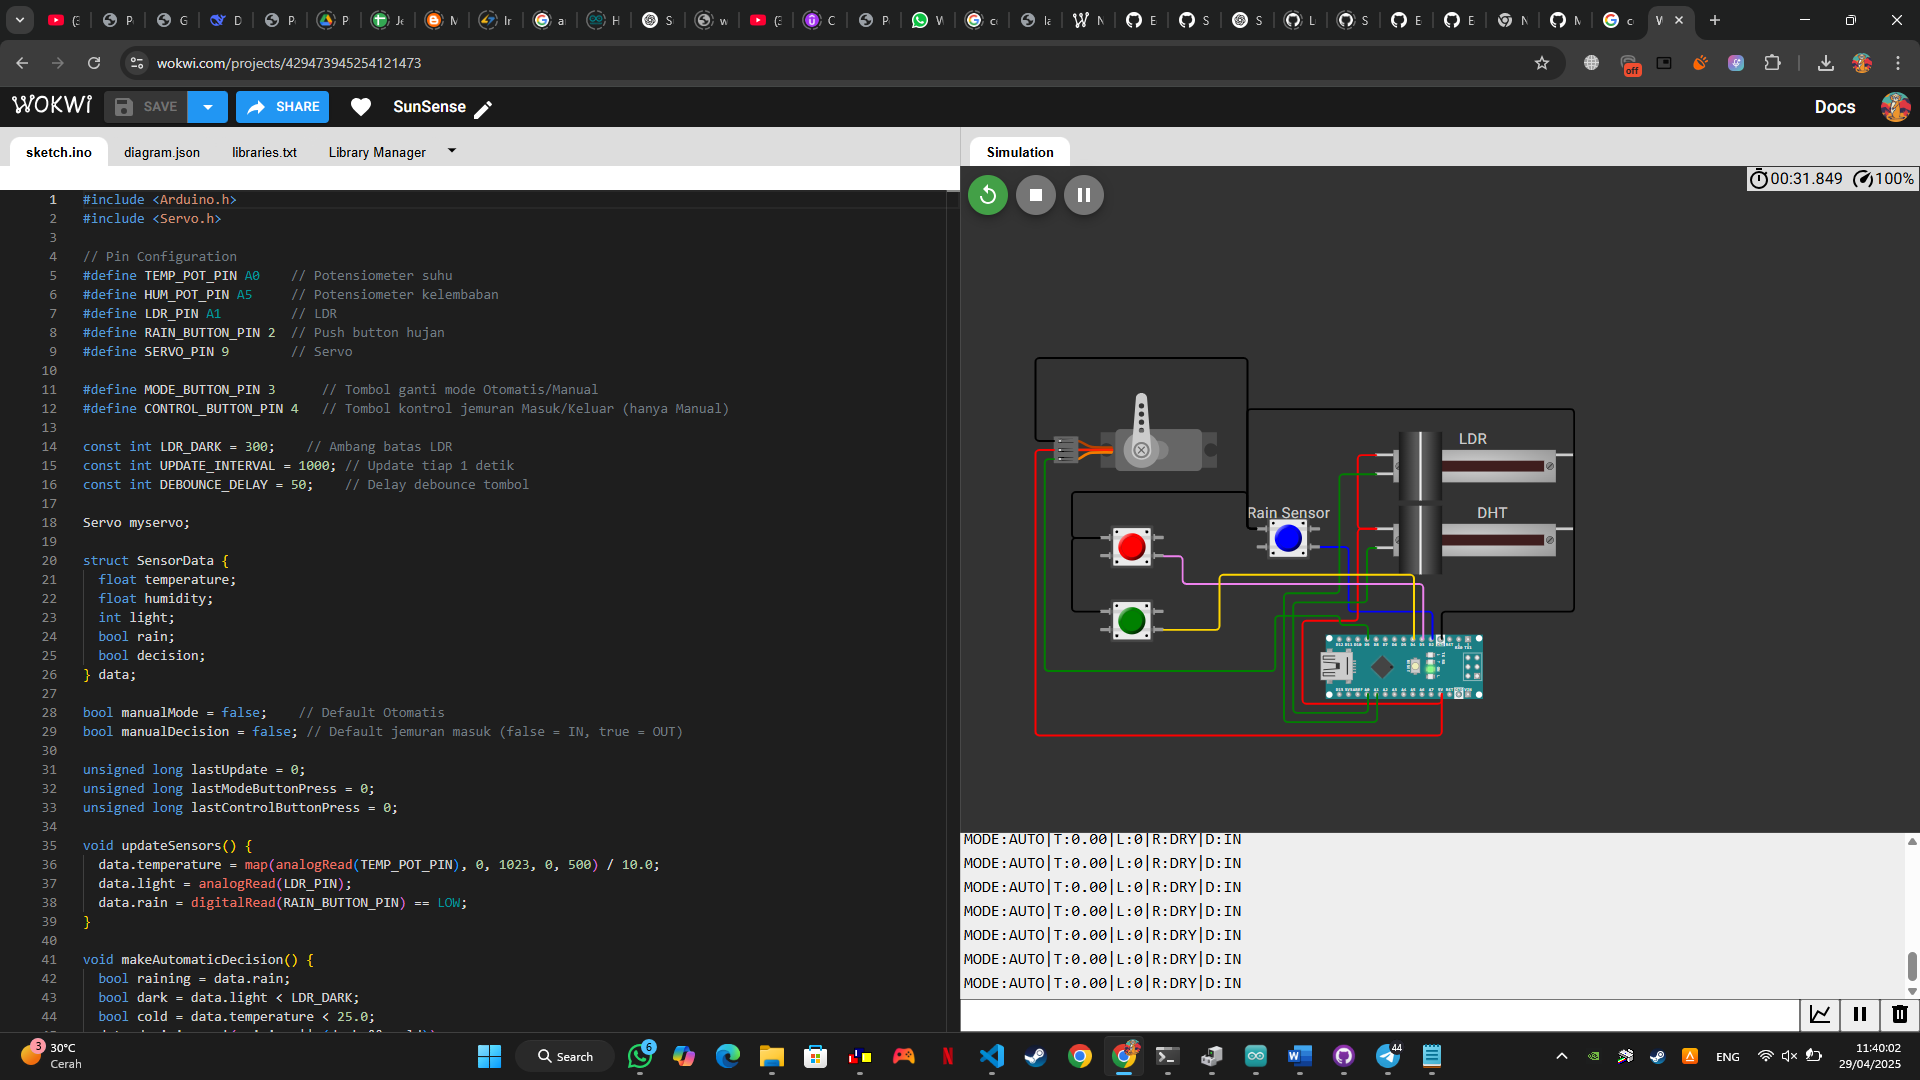 wokwi.com/projects/429473945254121473
off
WOKWI
SAVE
SHARE
SunSense
Docs
sketch.ino
diagram.json
libraries.txt
Library Manager
Simulation
00:31.849
100%
1 #include <Arduino.h>
2 #include <Servo.h>
3
4 // Pin Configuration
5 #define TEMP_POT_PIN A0    // Potensiometer suhu
6 #define HUM_POT_PIN A5     // Potensiometer kelembaban
7 #define LDR_PIN A1         // LDR
8 #define RAIN_BUTTON_PIN 2  // Push button hujan
9 #define SERVO_PIN 9        // Servo
10
11 #define MODE_BUTTON_PIN 3      // Tombol ganti mode Otomatis/Manual
12 #define CONTROL_BUTTON_PIN 4   // Tombol kontrol jemuran Masuk/Keluar (hanya Manual)
13
14 const int LDR_DARK = 300;    // Ambang batas LDR
15 const int UPDATE_INTERVAL = 1000; // Update tiap 1 detik
16 const int DEBOUNCE_DELAY = 50;    // Delay debounce tombol
17
18 Servo myservo;
19
20 struct SensorData {
21   float temperature;
22   float humidity;
23   int light;
24   bool rain;
25   bool decision;
26 } data;
27
28 bool manualMode = false;    // Default Otomatis
29 bool manualDecision = false; // Default jemuran masuk (false = IN, true = OUT)
30
31 unsigned long lastUpdate = 0;
32 unsigned long lastModeButtonPress = 0;
33 unsigned long lastControlButtonPress = 0;
34
35 void updateSensors() {
36   data.temperature = map(analogRead(TEMP_POT_PIN), 0, 1023, 0, 500) / 10.0;
37   data.light = analogRead(LDR_PIN);
38   data.rain = digitalRead(RAIN_BUTTON_PIN) == LOW;
39 }
40
41 void makeAutomaticDecision() {
42   bool raining = data.rain;
43   bool dark = data.light < LDR_DARK;
44   bool cold = data.temperature < 25.0;
LDR
Rain Sensor
DHT
MODE:AUTO|T:0.00|L:0|R:DRY|D:IN
MODE:AUTO|T:0.00|L:0|R:DRY|D:IN
MODE:AUTO|T:0.00|L:0|R:DRY|D:IN
MODE:AUTO|T:0.00|L:0|R:DRY|D:IN
MODE:AUTO|T:0.00|L:0|R:DRY|D:IN
MODE:AUTO|T:0.00|L:0|R:DRY|D:IN
MODE:AUTO|T:0.00|L:0|R:DRY|D:IN
3
30°C
Cerah
Search
6
44
ENG
11:40:02
29/04/2025